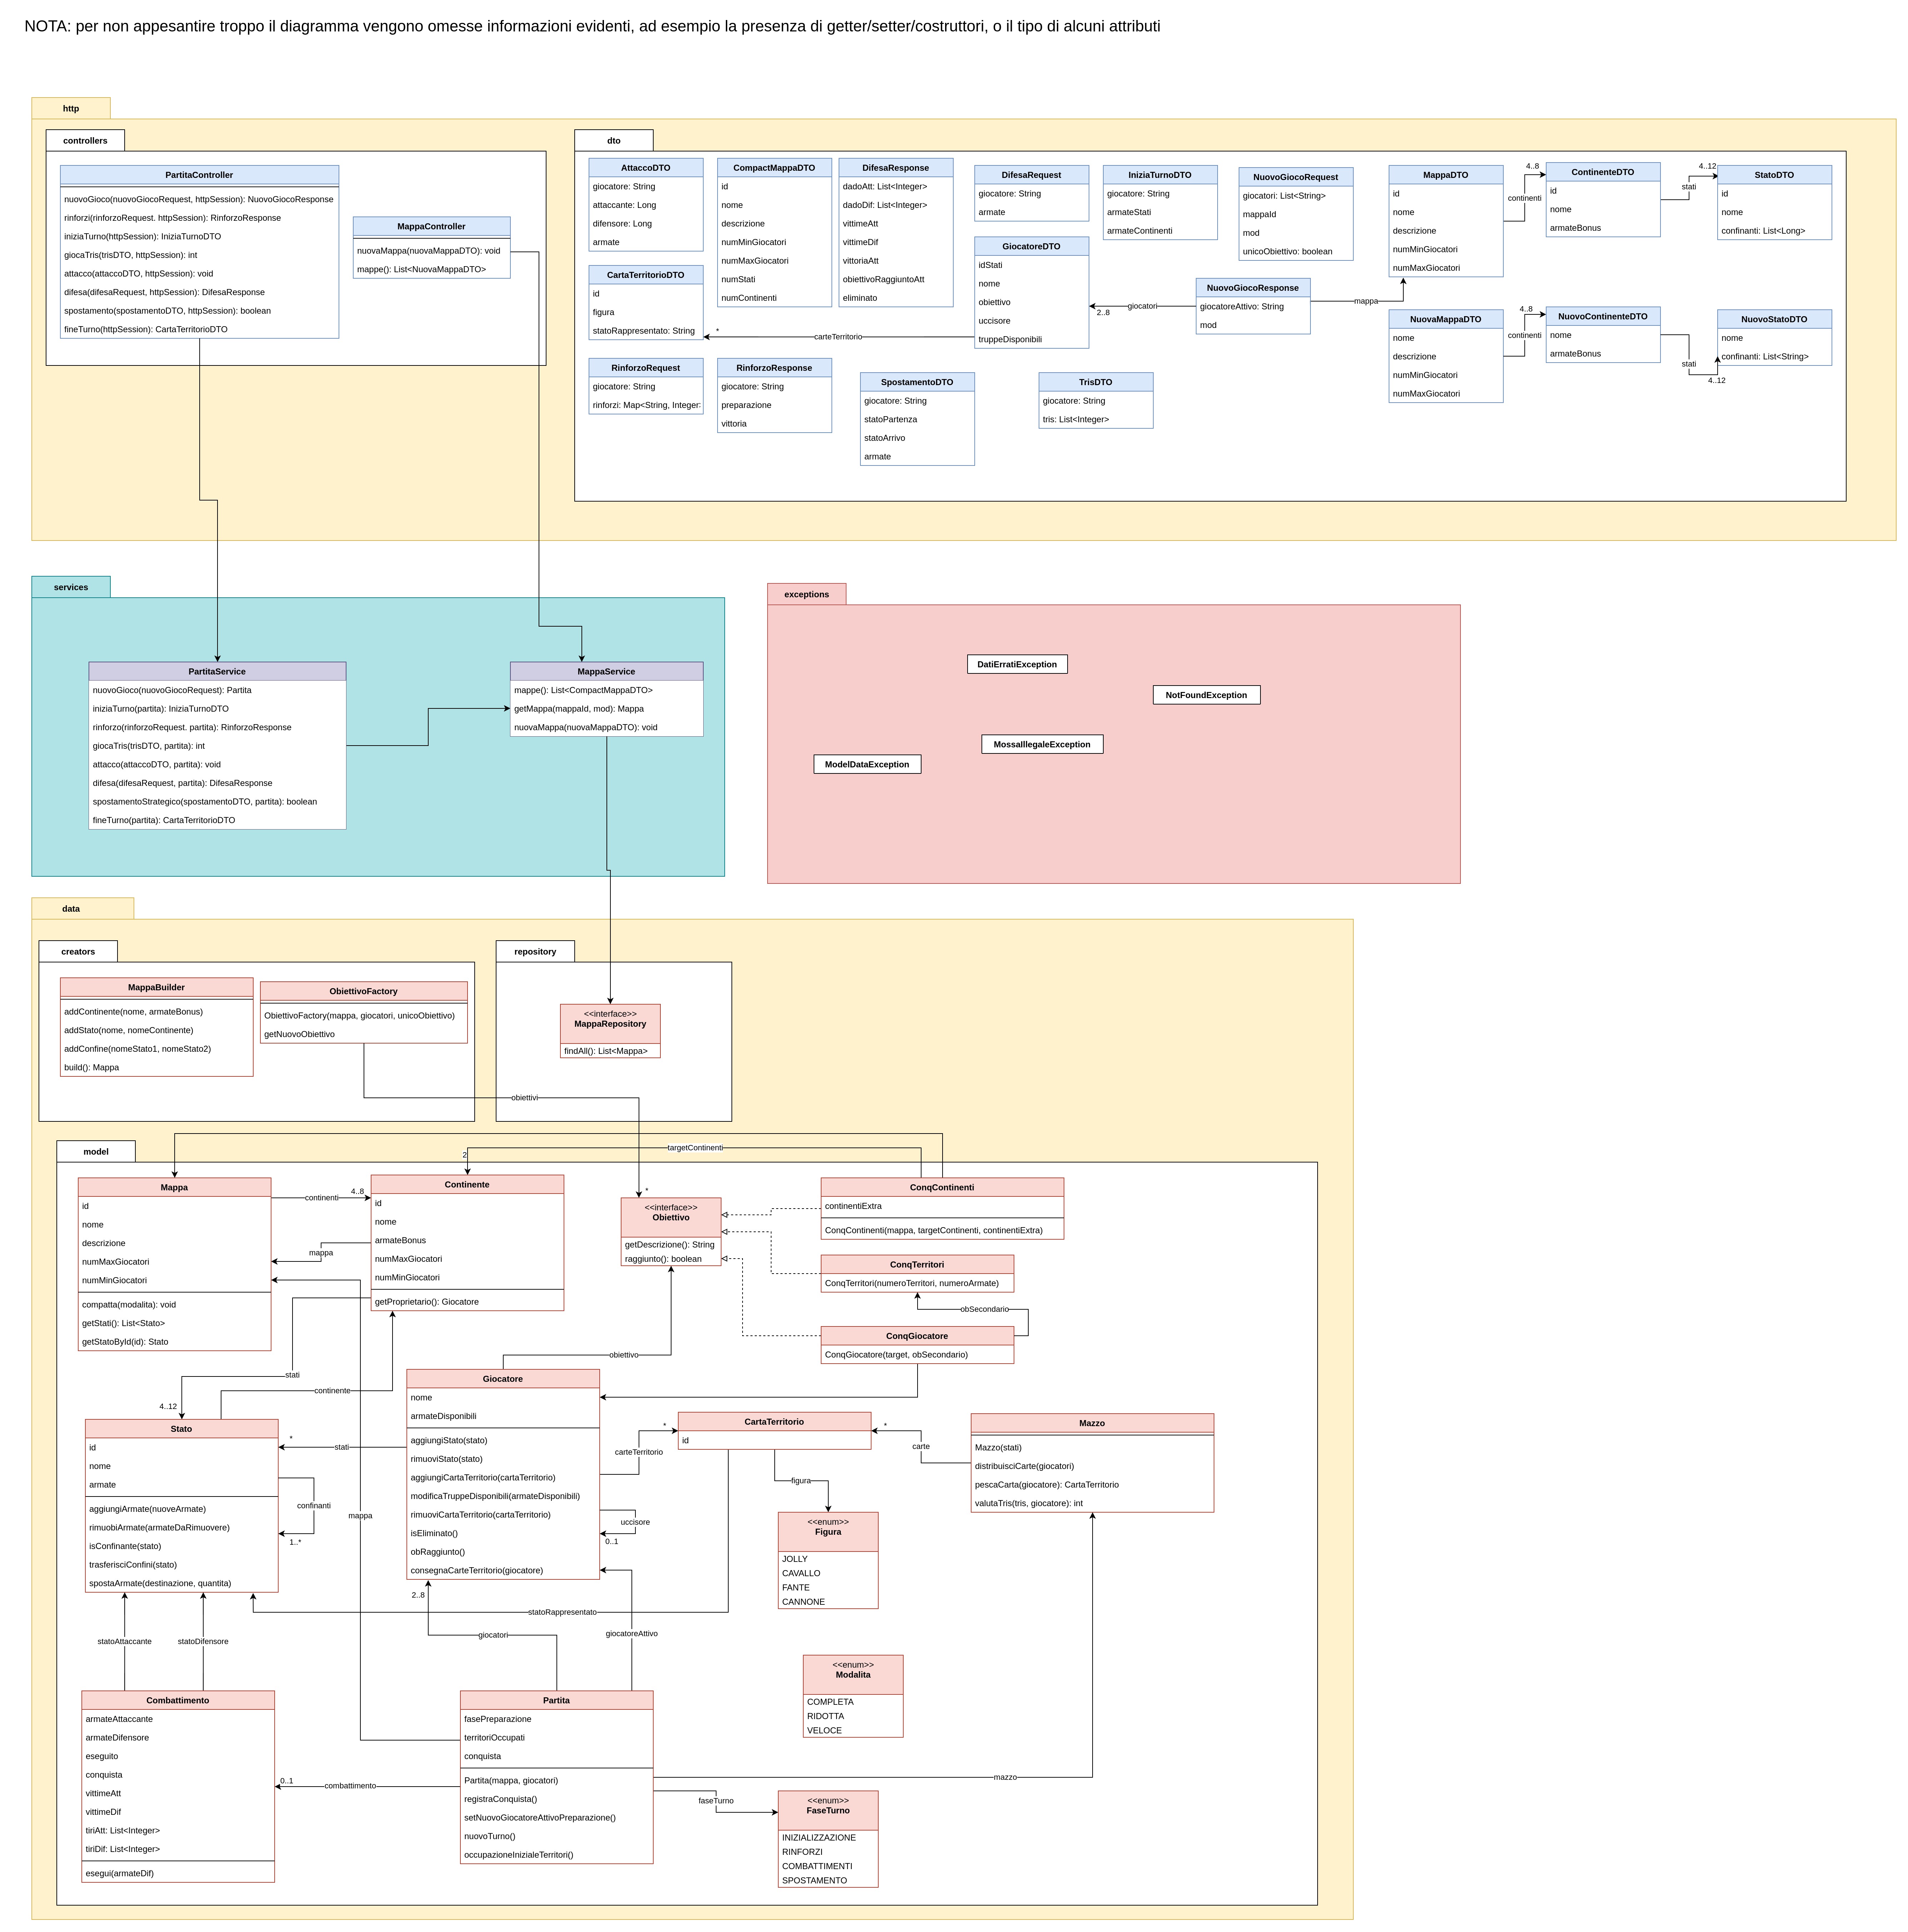 NOTA: per non appesantire troppo il diagramma vengono omesse informazioni evidenti, ad esempio la presenza di getter/setter/costruttori, o il tipo di alcuni attributi
http
controllers
PartitaController
nuovoGioco(nuovoGiocoRequest, httpSession): NuovoGiocoResponse
rinforzi(rinforzoRequest. httpSession): RinforzoResponse
iniziaTurno(httpSession): IniziaTurnoDTO
giocaTris(trisDTO, httpSession): int
attacco(attaccoDTO, httpSession): void
difesa(difesaRequest, httpSession): DifesaResponse
spostamento(spostamentoDTO, httpSession): boolean
fineTurno(httpSession): CartaTerritorioDTO
MappaController
nuovaMappa(nuovaMappaDTO): void
mappe(): List<NuovaMappaDTO>
dto
AttaccoDTO
giocatore: String
attaccante: Long
difensore: Long
armate
CompactMappaDTO
id
nome
descrizione
numMinGiocatori
numMaxGiocatori
numStati
numContinenti
DifesaResponse
dadoAtt: List<Integer>
dadoDif: List<Integer>
vittimeAtt
vittimeDif
vittoriaAtt
obiettivoRaggiuntoAtt
eliminato
DifesaRequest
giocatore: String
armate
IniziaTurnoDTO
giocatore: String
armateStati
armateContinenti
NuovoGiocoRequest
giocatori: List<String>
mappaId
mod
unicoObiettivo: boolean
MappaDTO
id
nome
descrizione
numMinGiocatori
numMaxGiocatori
4..8
continenti
ContinenteDTO
id
nome
armateBonus
4..12
stati
StatoDTO
id
nome
confinanti: List<Long>
CartaTerritorioDTO
id
figura
statoRappresentato: String
*
carteTerritorio
GiocatoreDTO
idStati
nome
obiettivo
uccisore
truppeDisponibili
giocatori
2..8
NuovoGiocoResponse
giocatoreAttivo: String
mod
mappa
NuovaMappaDTO
nome
descrizione
numMinGiocatori
numMaxGiocatori
4..8
continenti
NuovoContinenteDTO
nome
armateBonus
stati
4..12
NuovoStatoDTO
nome
confinanti: List<String>
RinforzoRequest
giocatore: String
rinforzi: Map<String, Integer>
RinforzoResponse
giocatore: String
preparazione
vittoria
SpostamentoDTO
giocatore: String
statoPartenza
statoArrivo
armate
TrisDTO
giocatore: String
tris: List<Integer>
services
PartitaService
nuovoGioco(nuovoGiocoRequest): Partita
iniziaTurno(partita): IniziaTurnoDTO
rinforzo(rinforzoRequest. partita): RinforzoResponse
giocaTris(trisDTO, partita): int
attacco(attaccoDTO, partita): void
difesa(difesaRequest, partita): DifesaResponse
spostamentoStrategico(spostamentoDTO, partita): boolean
fineTurno(partita): CartaTerritorioDTO
MappaService
mappe(): List<CompactMappaDTO>
getMappa(mappaId, mod): Mappa
nuovaMappa(nuovaMappaDTO): void
exceptions
DatiErratiException
NotFoundException
MossaIllegaleException
ModelDataException
data
creators
MappaBuilder
addContinente(nome, armateBonus)
addStato(nome, nomeContinente)
addConfine(nomeStato1, nomeStato2)
build(): Mappa
ObiettivoFactory
ObiettivoFactory(mappa, giocatori, unicoObiettivo)
getNuovoObiettivo
repository
<<interface>>
MappaRepository
findAll(): List<Mappa>
obiettivi
model
targetContinenti
2
Mappa
id
nome
descrizione
numMaxGiocatori
numMinGiocatori
compatta(modalita): void
getStati(): List<Stato>
getStatoById(id): Stato
continenti
4..8
mappa
Continente
id
nome
armateBonus
numMaxGiocatori
numMinGiocatori
getProprietario(): Giocatore
*
<<interface>>
Obiettivo
getDescrizione(): String
raggiunto(): boolean
ConqContinenti
continentiExtra
ConqContinenti(mappa, targetContinenti, continentiExtra)
ConqTerritori
ConqTerritori(numeroTerritori, numeroArmate)
obSecondario
ConqGiocatore
ConqGiocatore(target, obSecondario)
obiettivo
stati
4..12
continente
Stato
id
nome
armate
aggiungiArmate(nuoveArmate)
rimuobiArmate(armateDaRimuovere)
isConfinante(stato)
trasferisciConfini(stato)
spostaArmate(destinazione, quantita)
*
stati
confinanti
1..*
mappa
Giocatore
nome
armateDisponibili
aggiungiStato(stato)
rimuoviStato(stato)
aggiungiCartaTerritorio(cartaTerritorio)
modificaTruppeDisponibili(armateDisponibili)
rimuoviCartaTerritorio(cartaTerritorio)
isEliminato()
obRaggiunto()
consegnaCarteTerritorio(giocatore)
*
carteTerritorio
uccisore
0..1
CartaTerritorio
id
*
carte
figura
Mazzo
Mazzo(stati)
distribuisciCarte(giocatori)
pescaCarta(giocatore): CartaTerritorio
valutaTris(tris, giocatore): int
<<enum>>
Figura
JOLLY
CAVALLO
FANTE
CANNONE
2..8
statoRappresentato
giocatori
giocatoreAttivo
statoAttaccante
statoDifensore
<<enum>>
Modalita
COMPLETA
RIDOTTA
VELOCE
Combattimento
armateAttaccante
armateDifensore
eseguito
conquista
vittimeAtt
vittimeDif
tiriAtt: List<Integer>
tiriDif: List<Integer>
esegui(armateDif)
0..1
combattimento
Partita
fasePreparazione
territoriOccupati
conquista
Partita(mappa, giocatori)
registraConquista()
setNuovoGiocatoreAttivoPreparazione()
nuovoTurno()
occupazioneInizialeTerritori()
mazzo
faseTurno
<<enum>>
FaseTurno
INIZIALIZZAZIONE
RINFORZI
COMBATTIMENTI
SPOSTAMENTO